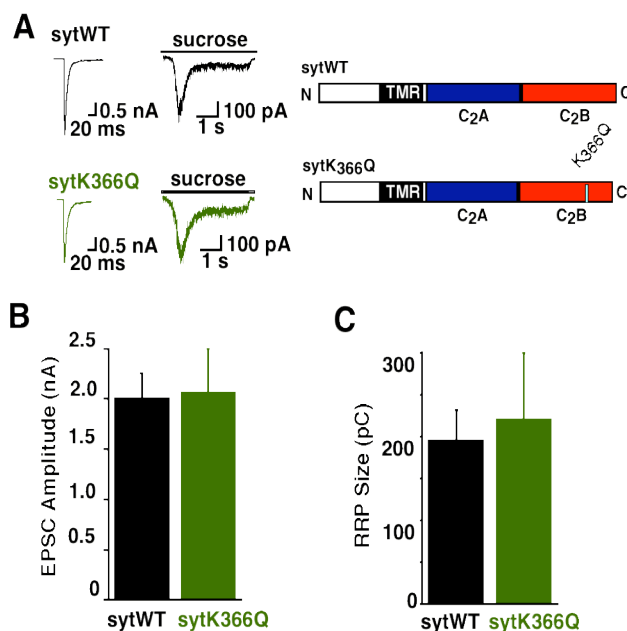 A
sytWT
sucrose
0.5 nA
20 ms
100 pA
1 s
sytWT
N TMR C
C2A C2B
sytK366Q
sucrose
0.5 nA
20 ms
100 pA
1 s
K366Q
sytK366Q
N TMR C
C2A C2B
B
EPSC Amplitude (nA)
2.5
2.0
1.5
1.0
0.5
0
sytWT sytK366Q
C
RRP Size (pC)
300
200
100
0
sytWT sytK366Q